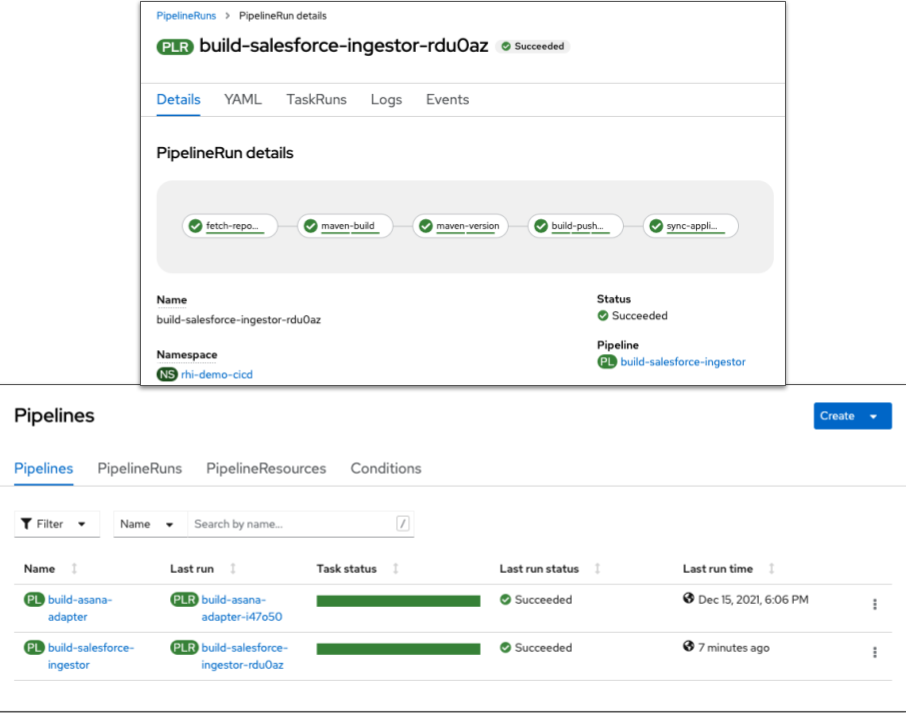 PipelineRuns > PipelineRun details
PLR build-salesforce-ingestor-rdu0az Succeeded
Details YAML TaskRuns Logs Events
PipelineRun details
fetch-repo... maven-build maven-version build-push... sync-appli...
Name
build-salesforce-ingestor-rdu0az
Status
Succeeded
Namespace
NS rhi-demo-cicd
Pipeline
PL build-salesforce-ingestor
Pipelines
Create
Pipelines PipelineRuns PipelineResources Conditions
Filter Name Search by name... /
Name Last run Task status Last run status Last run time
PL build-asana-
adapter
PLR build-asana-
adapter-i47o50
Succeeded
Dec 15, 2021, 6:06 PM
PL build-salesforce-
ingestor
PLR build-salesforce-
ingestor-rdu0az
Succeeded
7 minutes ago